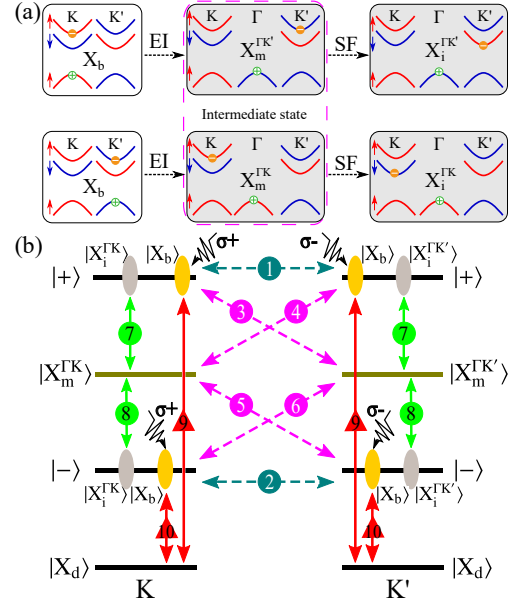 (a)
K K' EI K Γ K' SF K Γ K'
X_b X_m^{ΓK'} X_i^{ΓK'}
Intermediate state
K K' EI K Γ K' SF K Γ K'
X_b X_m^{ΓK} X_i^{ΓK}
(b)
|X_i^{ΓK}⟩ |X_b⟩ σ+ σ- |X_b⟩ |X_i^{ΓK'}⟩
|+⟩ 1 |+⟩
7 3 4 7
|X_m^{ΓK}⟩ |X_m^{ΓK'}⟩
8 σ+ 9 5 6 9 σ- 8
|-⟩ |-⟩
|X_i^{ΓK}⟩ |X_b⟩ 2 |X_b⟩ |X_i^{ΓK'}⟩
10 10
|X_d⟩ |X_d⟩
K K'